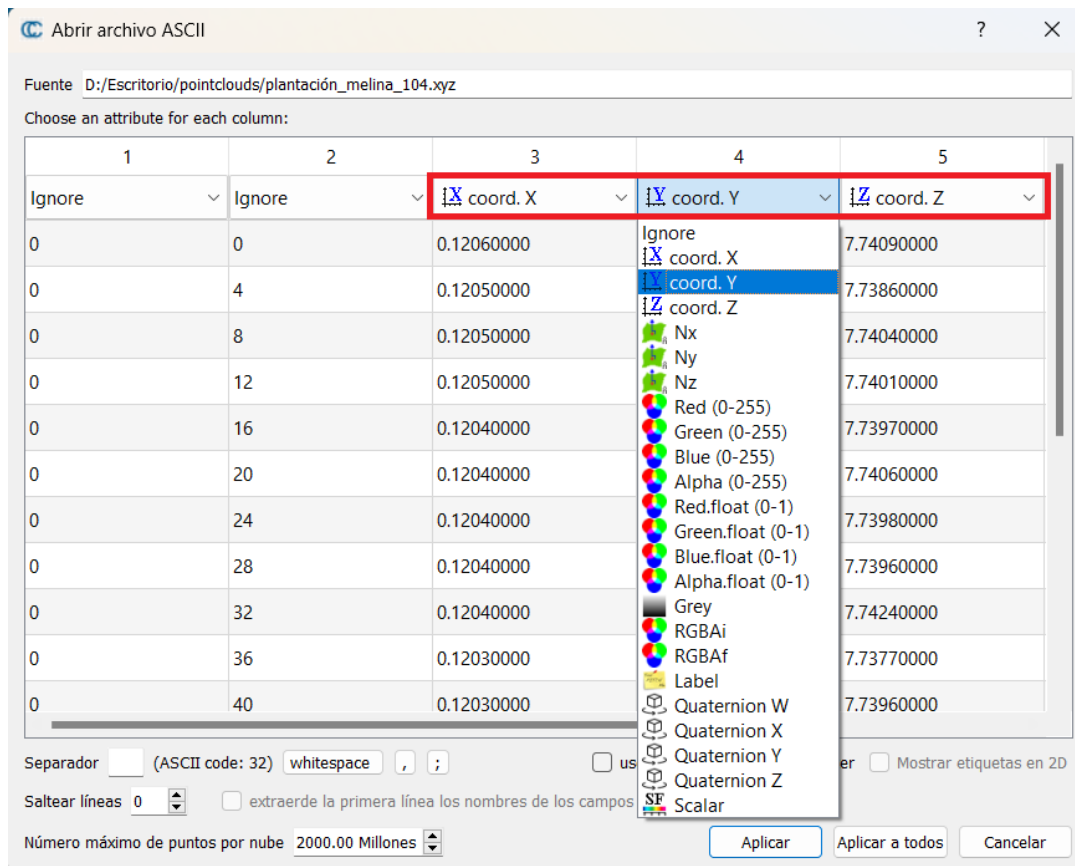 Abrir archivo ASCII ?
Fuente D:/Escritorio/pointclouds/plantación_melina_104.xyz
Choose an attribute for each column:
1 2 3 4 5
Ignore Ignore X coord. X Y coord. Y Z coord. Z
0 0 0.12060000 7.74090000
0 4 0.12050000 7.73860000
0 8 0.12050000 7.74040000
0 12 0.12050000 7.74010000
0 16 0.12040000 7.73970000
0 20 0.12040000 7.74060000
0 24 0.12040000 7.73980000
0 28 0.12040000 7.73960000
0 32 0.12040000 7.74240000
0 36 0.12030000 7.73770000
0 40 0.12030000 7.73960000
Ignore
X coord. X
Y coord. Y
Z coord. Z
Nx
Ny
Nz
Red (0-255)
Green (0-255)
Blue (0-255)
Alpha (0-255)
Red.float (0-1)
Green.float (0-1)
Blue.float (0-1)
Alpha.float (0-1)
Grey
RGBAi
RGBAf
Label
Quaternion W
Quaternion X
Quaternion Y
Quaternion Z
SF Scalar
Separador (ASCII code: 32) whitespace , ; us er Mostrar etiquetas en 2D
Saltear líneas 0 extraerde la primera línea los nombres de los campos
Número máximo de puntos por nube 2000.00 Millones Aplicar Aplicar a todos Cancelar